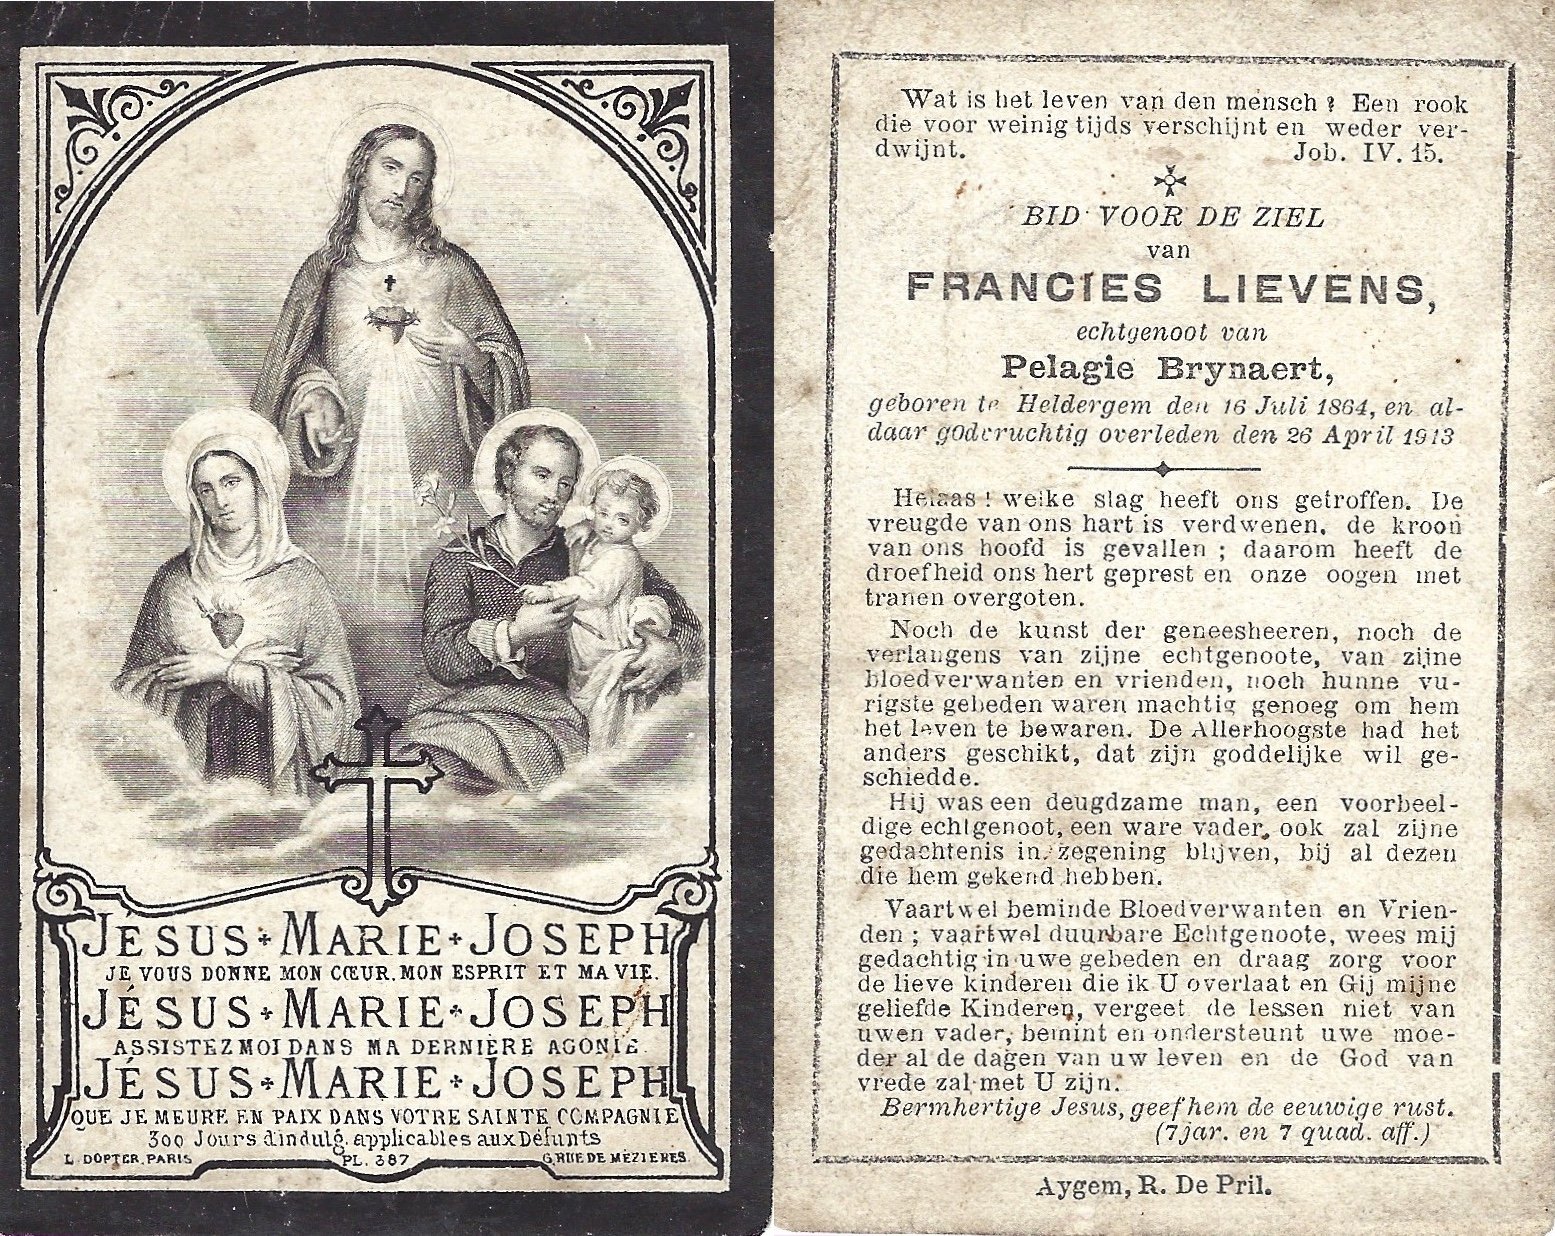 JÉSUS + MARIE + JOSEPH
JE VOUS DONNE MON CŒUR, MON ESPRIT ET MA VIE.
JÉSUS + MARIE + JOSEPH
ASSISTEZ MOI DANS MA DERNIÈRE AGONIE.
JÉSUS + MARIE + JOSEPH
QUE JE MEURE EN PAIX DANS VOTRE SAINTE COMPAGNIE
300 Jours d'indulg. applicables aux Défunts
L. DOPTER, PARIS PL. 387 6, RUE DE MÉZIERES.
Wat is het leven van den mensch ? Een rook
die voor weinig tijds verschijnt en weder ver-
dwijnt. Job. IV. 15.
BID VOOR DE ZIEL
van
FRANCIES LIEVENS,
echtgenoot van
Pelagie Brynaert,
geboren te Heldergem den 16 Juli 1864, en al-
daar godvruchtig overleden den 26 April 1913
Helaas ! welke slag heeft ons getroffen. De
vreugde van ons hart is verdwenen, de kroon
van ons hoofd is gevallen ; daarom heeft de
droefheid ons hert geprest en onze oogen met
tranen overgoten.
Noch de kunst der geneesheeren, noch de
verlangens van zijne echtgenoote, van zijne
bloedverwanten en vrienden, noch hunne vu-
rigste gebeden waren machtig genoeg om hem
het leven te bewaren. De Allerhoogste had het
anders geschikt, dat zijn goddelijke wil ge-
schiedde.
Hij was een deugdzame man, een voorbeel-
dige echtgenoot, een ware vader, ook zal zijne
gedachtenis in zegening blijven, bij al dezen
die hem gekend hebben.
Vaartwel beminde Bloedverwanten en Vrien-
den ; vaartwel duurbare Echtgenoote, wees mij
gedachtig in uwe gebeden en draag zorg voor
de lieve kinderen die ik U overlaat en Gij mijne
geliefde Kinderen, vergeet de lessen niet van
uwen vader, bemint en ondersteunt uwe moe-
der al de dagen van uw leven en de God van
vrede zal met U zijn.
Bermhertige Jesus, geef hem de eeuwige rust.
(7 jar. en 7 quad. aff.)
Aygem, R. De Pril.